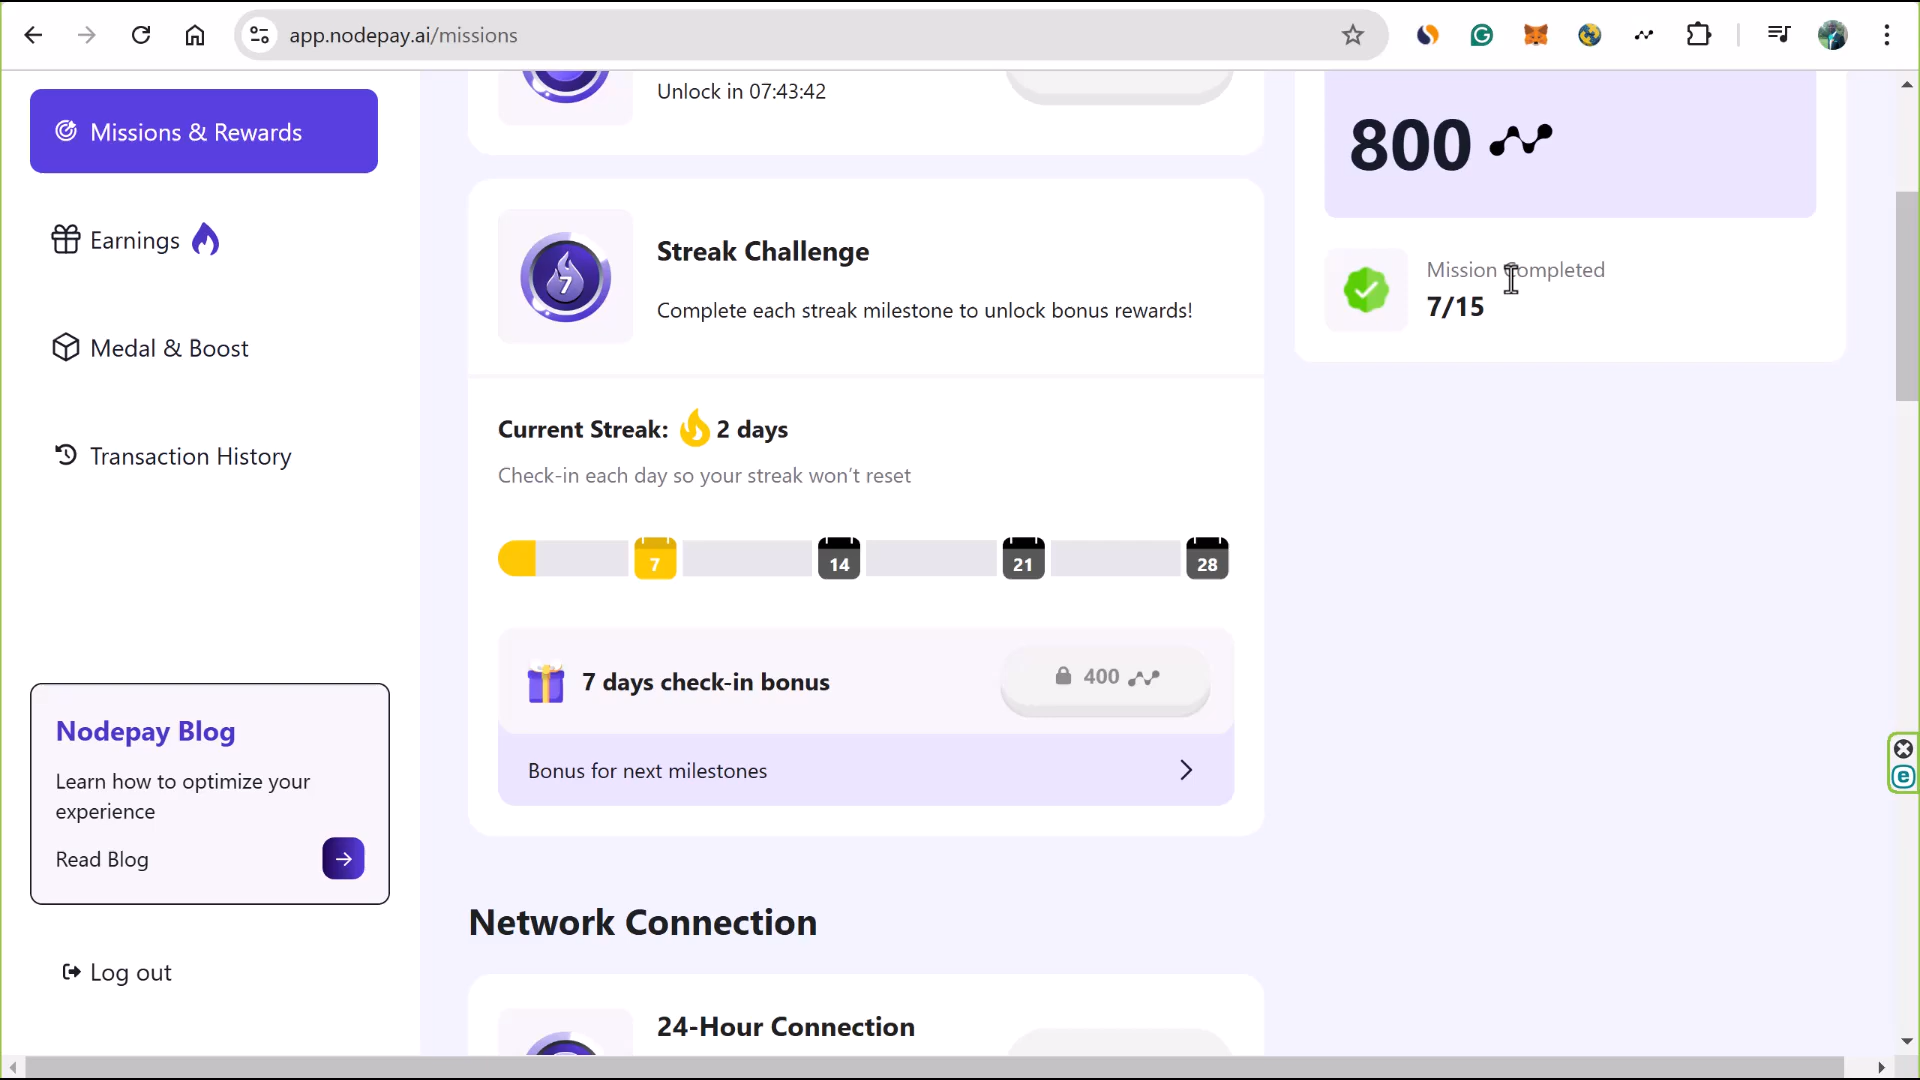 app.nodepay.ai/missions
Missions & Rewards
Earnings
Medal & Boost
Transaction History
Nodepay Blog
Learn how to optimize your
experience
Read Blog
Log out
Unlock in 07:43:42
7
Streak Challenge
Complete each streak milestone to unlock bonus rewards!
Current Streak: 2 days
Check-in each day so your streak won't reset
7
14
21
28
7 days check-in bonus
400
Bonus for next milestones
Network Connection
24-Hour Connection
800
Mission Completed
7/15